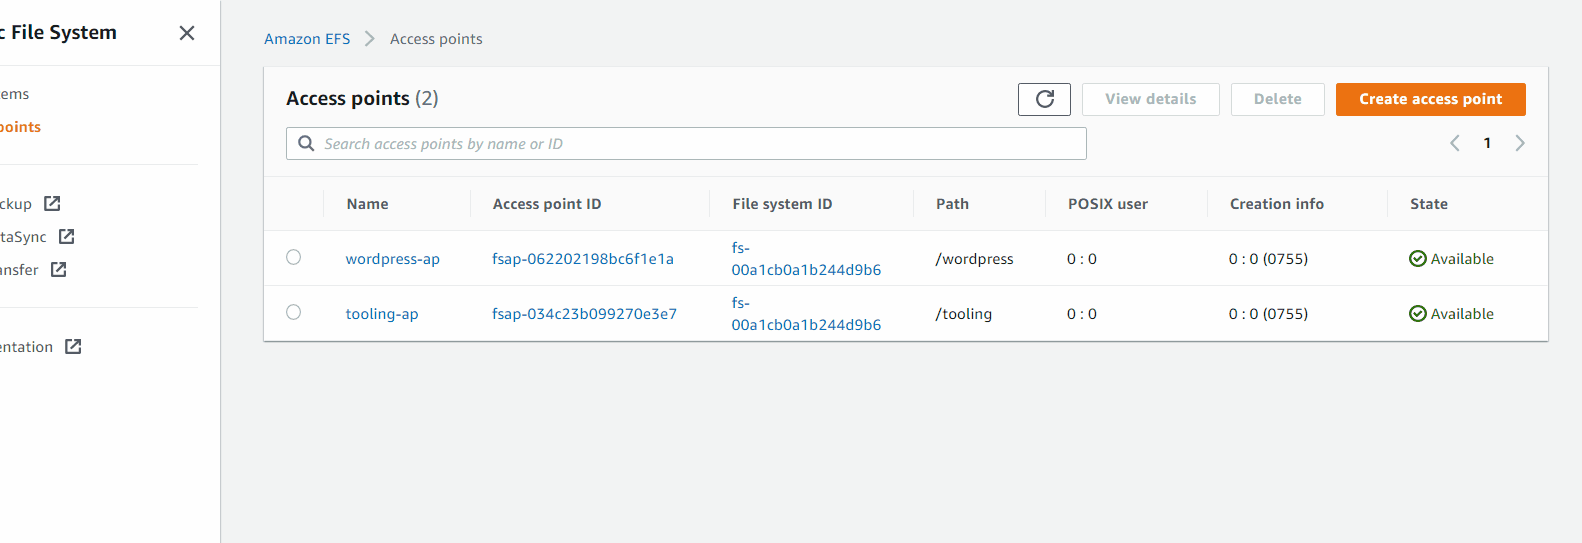 c File System
Amazon EFS Access points
ems
points
Access points (2)
View details
Delete
Create access point
Search access points by name or ID
1
ckup
taSync
ansfer
entation
Name Access point ID File system ID Path POSIX user Creation info State
wordpress-ap fsap-062202198bc6f1e1a fs-00a1cb0a1b244d9b6 /wordpress 0 : 0 0 : 0 (0755) Available
tooling-ap fsap-034c23b099270e3e7 fs-00a1cb0a1b244d9b6 /tooling 0 : 0 0 : 0 (0755) Available